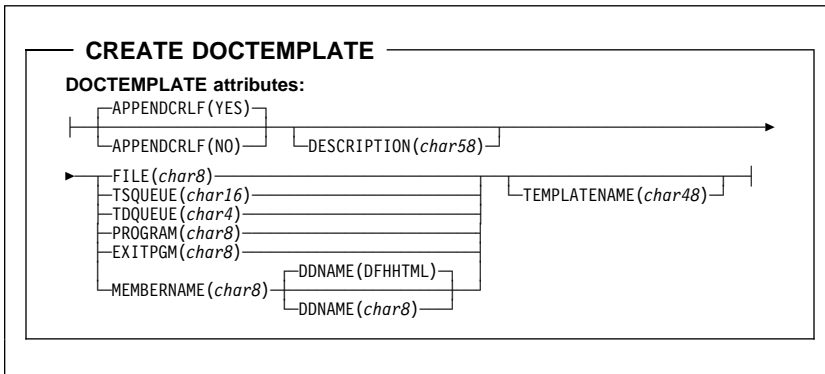 CREATE DOCTEMPLATE
DOCTEMPLATE attributes:
APPENDCRLF(YES)
APPENDCRLF(NO) DESCRIPTION(char58)
FILE(char8)
TSQUEUE(char16) TEMPLATENAME(char48)
TDQUEUE(char4)
PROGRAM(char8)
EXITPGM(char8)
DDNAME(DFHHTML)
MEMBERNAME(char8)
DDNAME(char8)